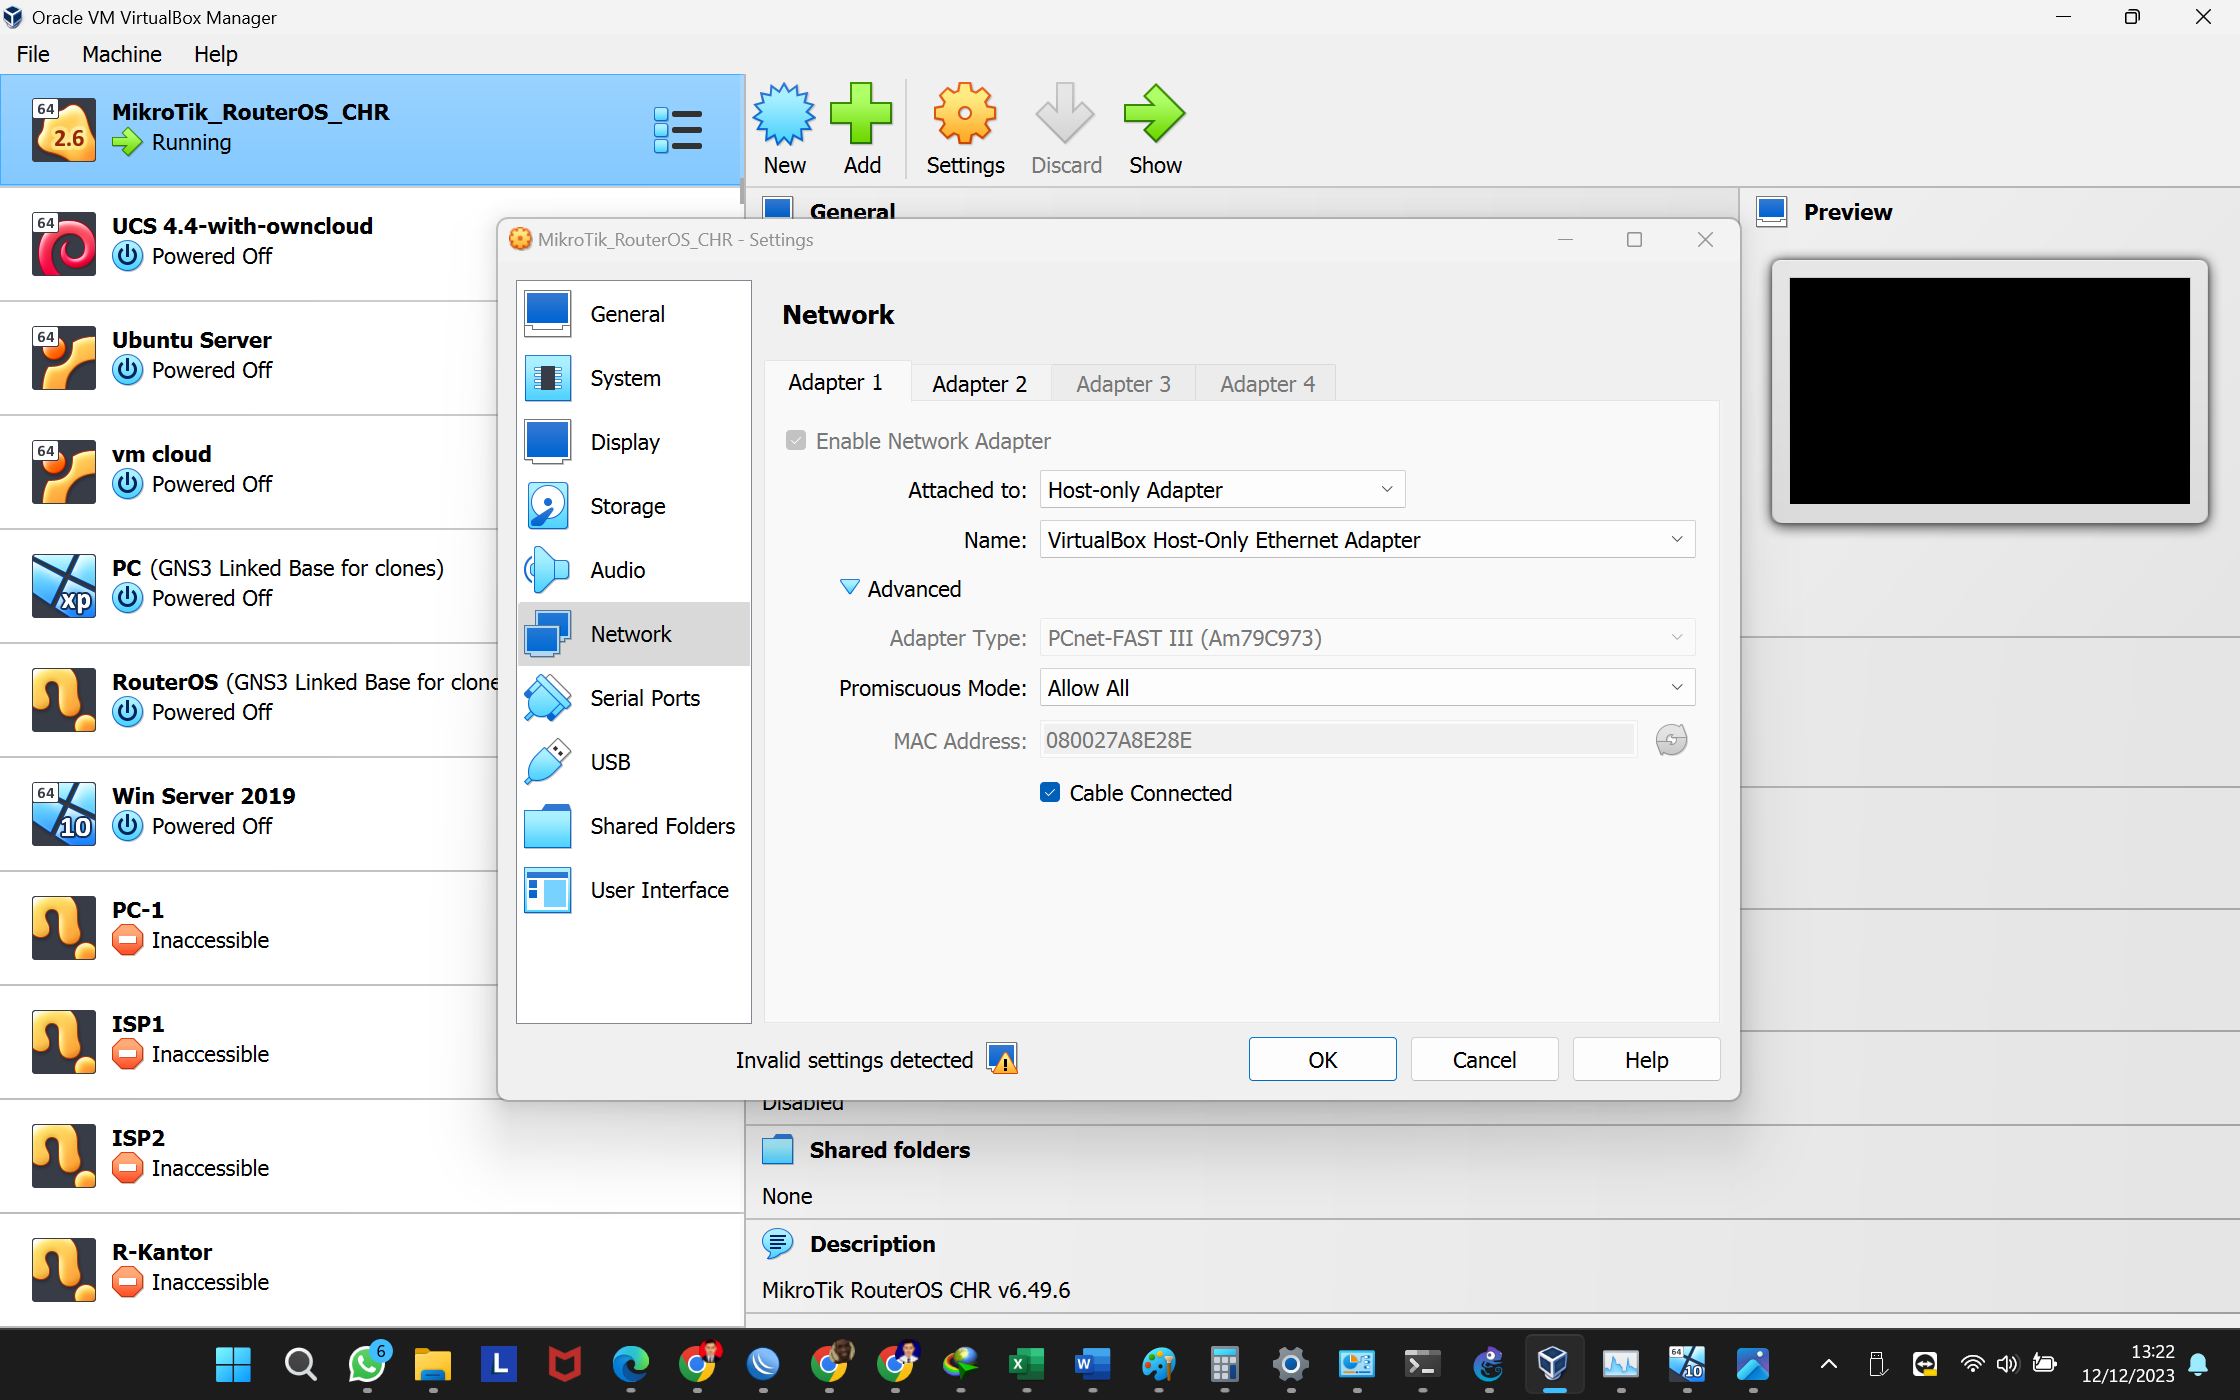 Oracle VM VirtualBox Manager
File Machine Help
64 2.6 MikroTik_RouterOS_CHR
Running
64 UCS 4.4-with-owncloud
Powered Off
64 Ubuntu Server
Powered Off
64 vm cloud
Powered Off
xp PC (GNS3 Linked Base for clones)
Powered Off
RouterOS (GNS3 Linked Base for clone
Powered Off
64 10 Win Server 2019
Powered Off
PC-1
Inaccessible
ISP1
Inaccessible
ISP2
Inaccessible
R-Kantor
Inaccessible
New Add Settings Discard Show
General
Preview
MikroTik_RouterOS_CHR - Settings
General
System
Display
Storage
Audio
Network
Serial Ports
USB
Shared Folders
User Interface
Network
Adapter 1 Adapter 2 Adapter 3 Adapter 4
Enable Network Adapter
Attached to: Host-only Adapter
Name: VirtualBox Host-Only Ethernet Adapter
Advanced
Adapter Type: PCnet-FAST III (Am79C973)
Promiscuous Mode: Allow All
MAC Address: 080027A8E28E
Cable Connected
Invalid settings detected
OK Cancel Help
Disabled
Shared folders
None
Description
MikroTik RouterOS CHR v6.49.6
6
L
X
W
64 10
13:22
12/12/2023